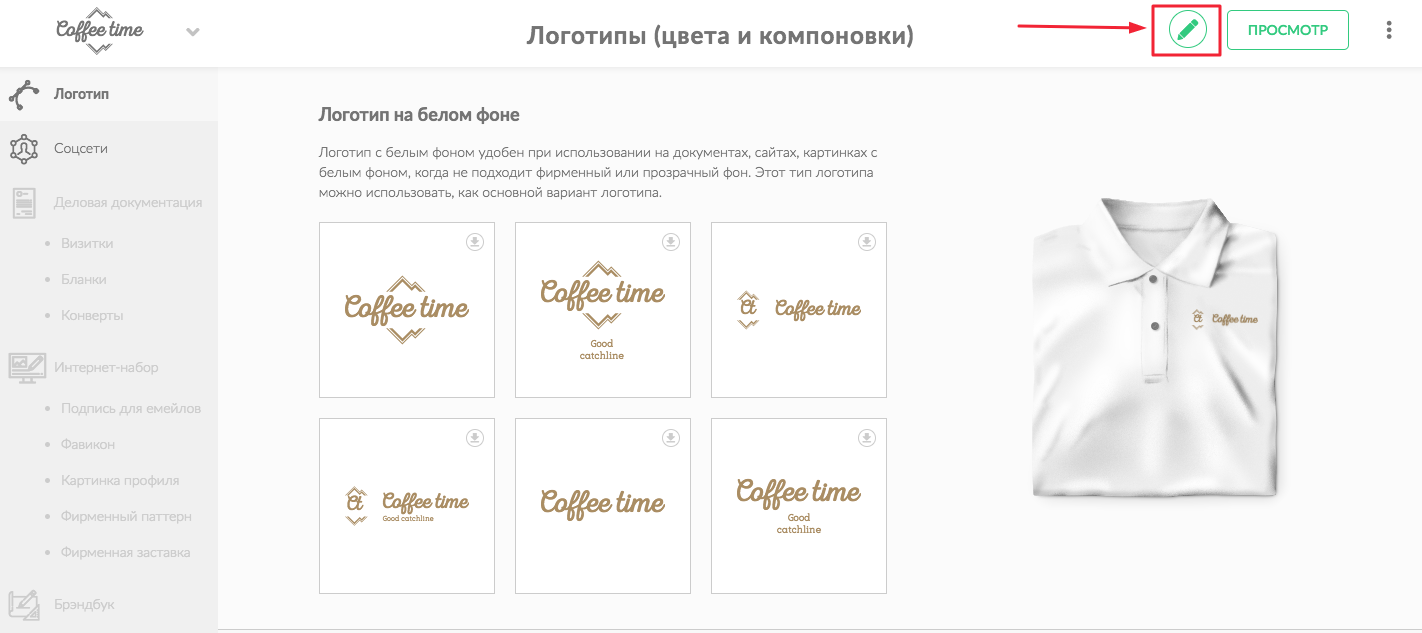 Coffee time
Логотипы (цвета и компоновки)
ПРОСМОТР
Логотип
Соцсети
Деловая документация
Визитки
Бланки
Конверты
Интернет-набор
Подпись для емейлов
Фавикон
Картинка профиля
Фирменный паттерн
Фирменная заставка
Брэндбук
Логотип на белом фоне
Логотип с белым фоном удобен при использовании на документах, сайтах, картинках с
белым фоном, когда не подходит фирменный или прозрачный фон. Этот тип логотипа
можно использовать, как основной вариант логотипа.
Coffee time
Coffee time
Good
catchline
Ct Coffee time
Ct Coffee time
Good catchline
Coffee time
Coffee time
Good
catchline
Ct Coffee time